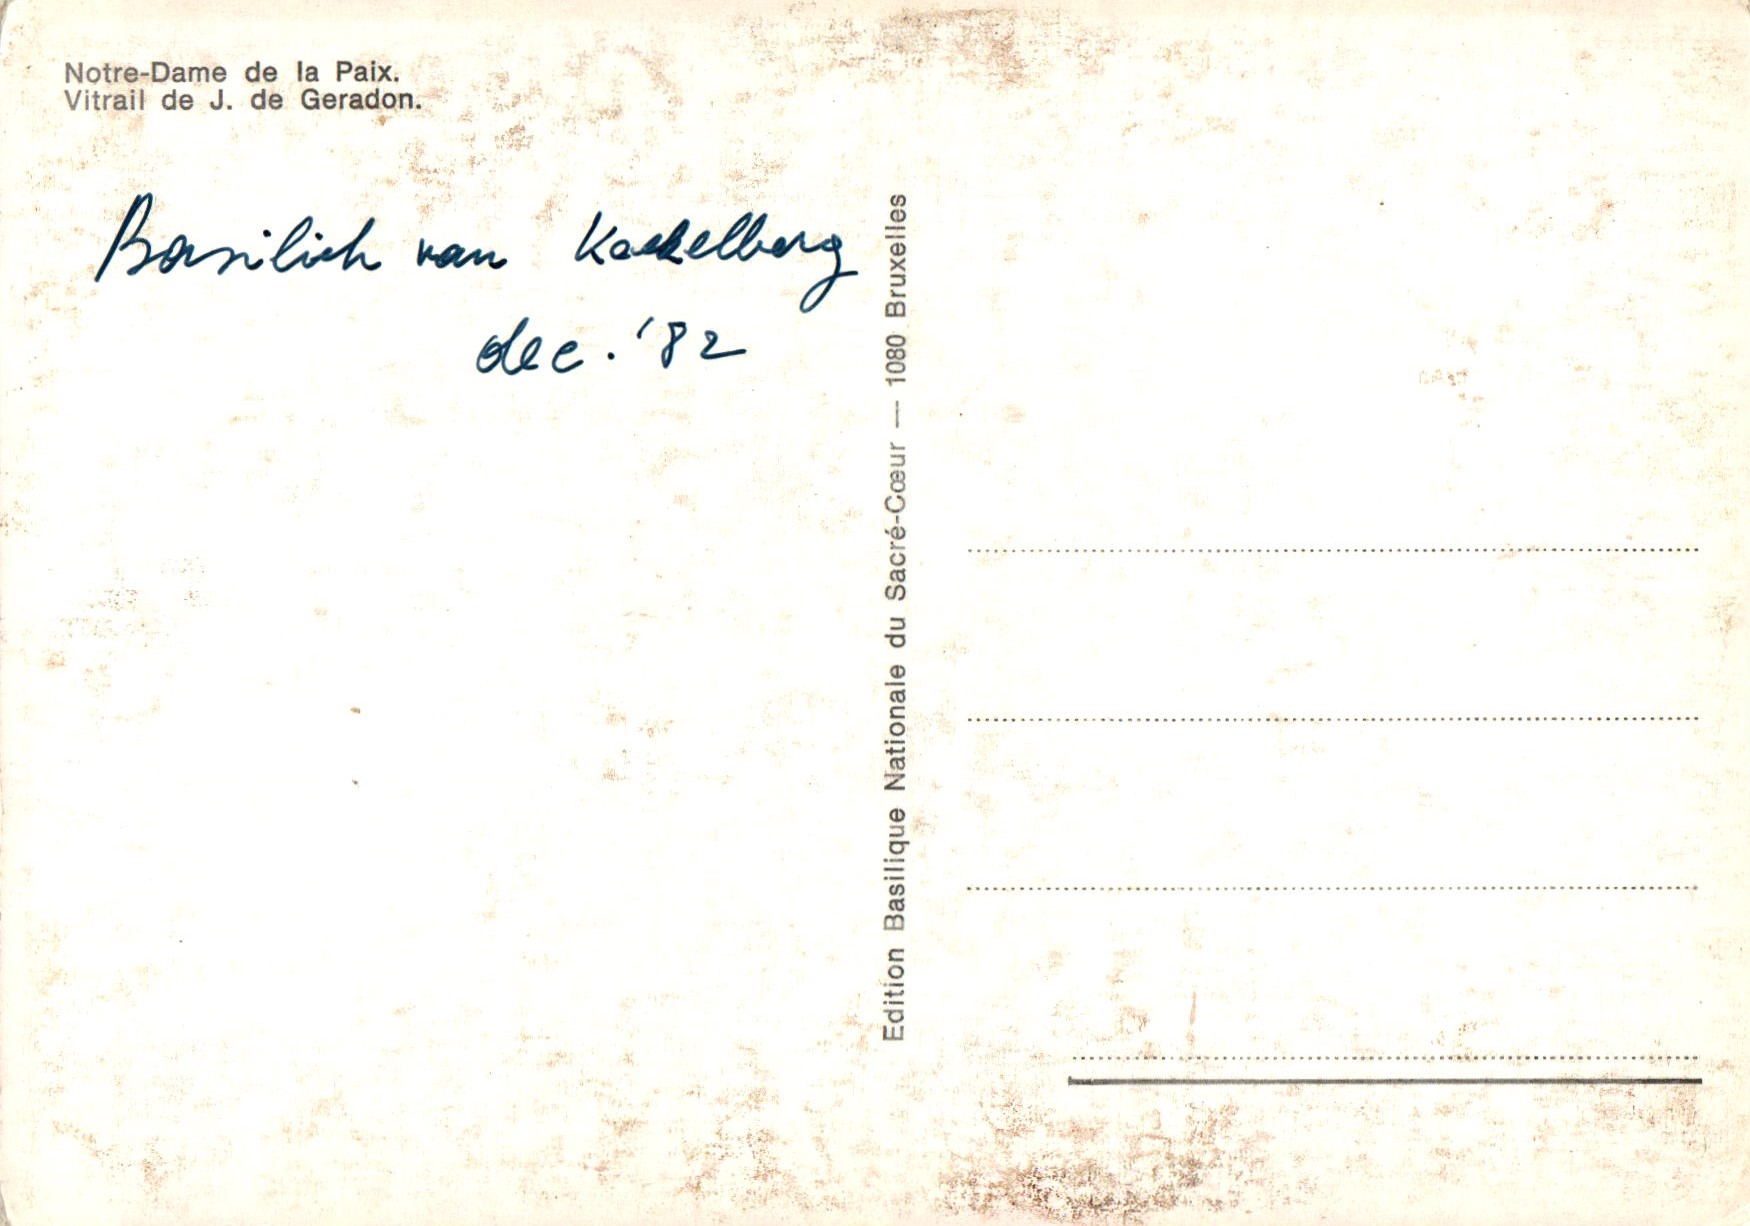 Notre-Dame de la Paix.
Vitrail de J. de Geradon.
Basiliek van Koekelberg
dec. '82
Edition Basilique Nationale du Sacré-Cœur — 1080 Bruxelles